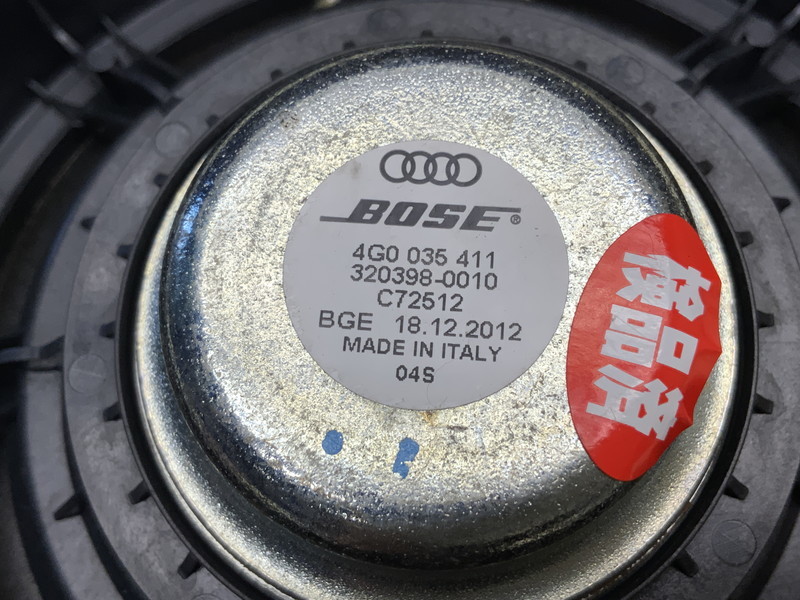 BOSE®
4G0 035 411
320398-0010
C72512
BGE 18.12.2012
MADE IN ITALY
04S
検品済